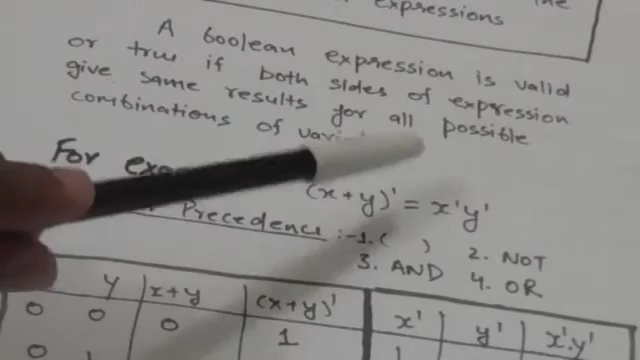 the
expressions
A boolean expression is valid
or true if both sides of expression
give same results for all possible
combinations of
For
(x+y)' = x'y'
Precedence :- 1. ( ) 2. NOT
3. AND 4. OR
y x+y (x+y)' x' y' x'.y'
0 0 0 1
0